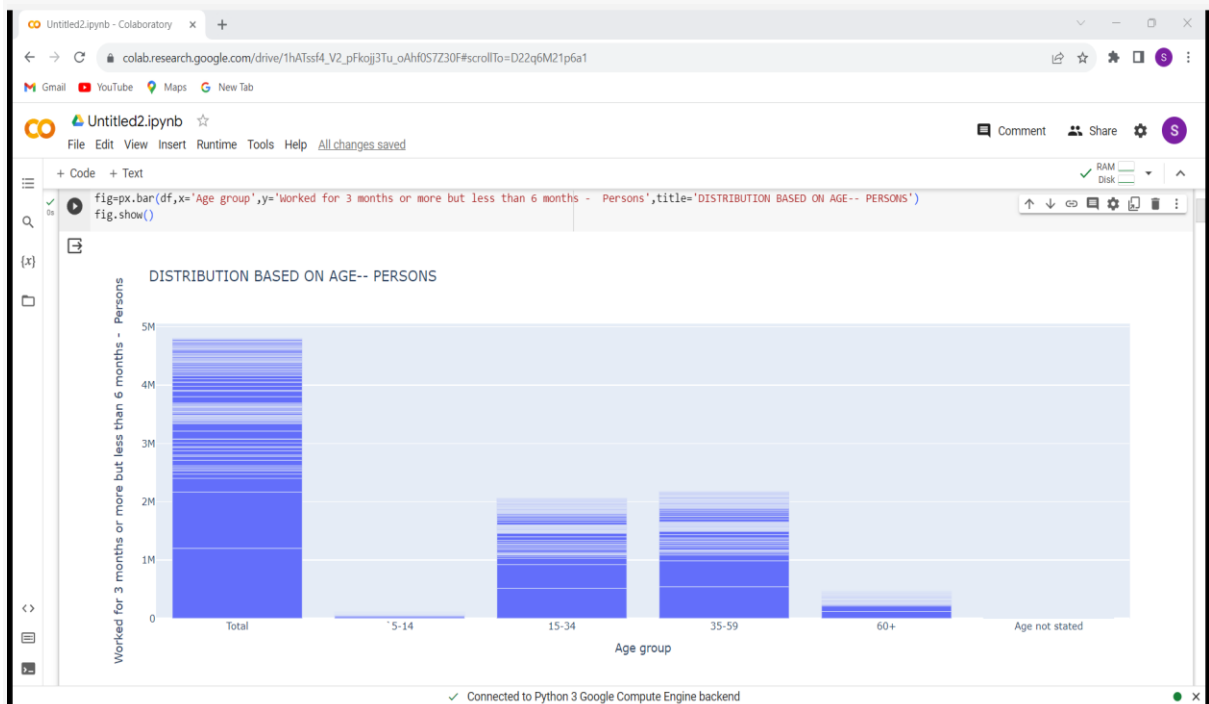 Untitled2.ipynb - Colaboratory
colab.research.google.com/drive/1hATssf4_V2_pFkojj3Tu_oAhf0S7Z30F#scrollTo=D22q6M21p6a1
S
Gmail YouTube Maps New Tab
Untitled2.ipynb
Comment Share S
File Edit View Insert Runtime Tools Help All changes saved
+ Code + Text
RAM
Disk
fig=px.bar(df,x='Age group',y='Worked for 3 months or more but less than 6 months -  Persons',title='DISTRIBUTION BASED ON AGE-- PERSONS')
0s
fig.show()
{x}
DISTRIBUTION BASED ON AGE-- PERSONS
Worked for 3 months or more but less than 6 months -  Persons
5M
4M
3M
2M
1M
0
Total `5-14 15-34 35-59 60+ Age not stated
Age group
Connected to Python 3 Google Compute Engine backend